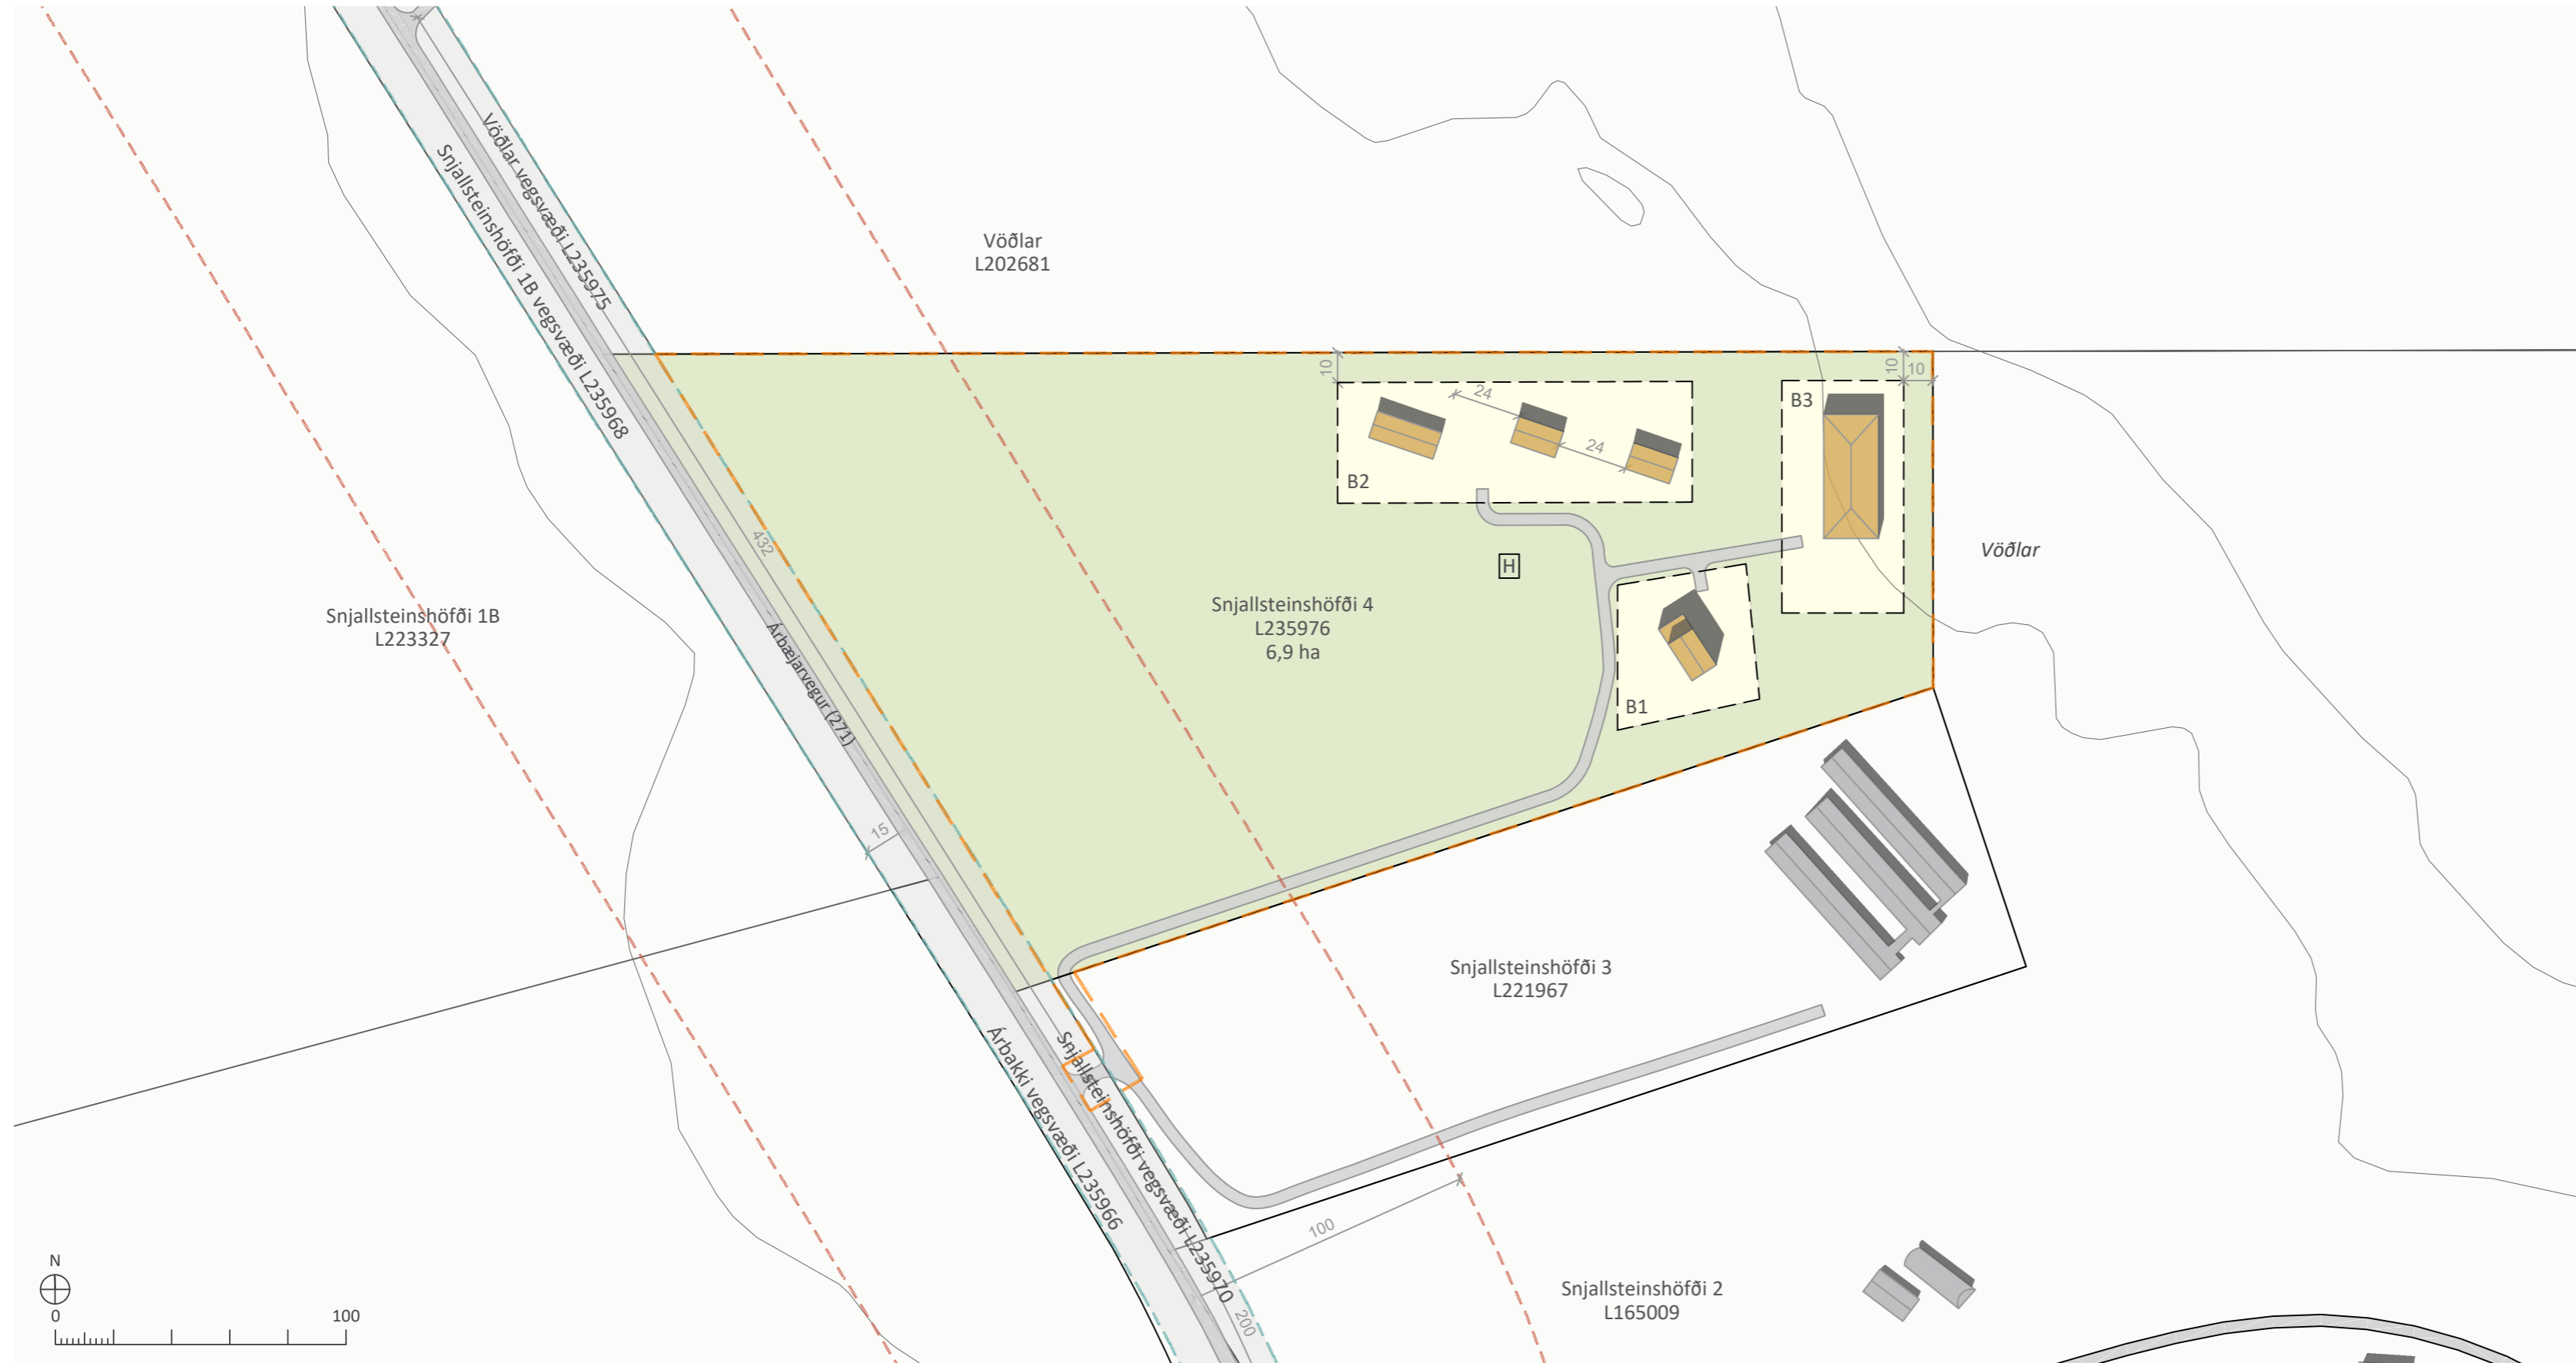 Vöðlar vegsvæði L235975
Snjallsteinshöfði 1B vegsvæði L235968
Vöðlar
L202681
10
10
10
24
24
B3
B2
H
Vöðlar
432
Snjallsteinshöfði 4
L235976
6,9 ha
Snjallsteinshöfði 1B
L223327
Árbæjarvegur (271)
B1
15
Snjallsteinshöfði 3
L221967
Árbakki vegsvæði L235966
Snjallsteinshöfði vegsvæði L235970
100
200
Snjallsteinshöfði 2
L165009
N
0 100